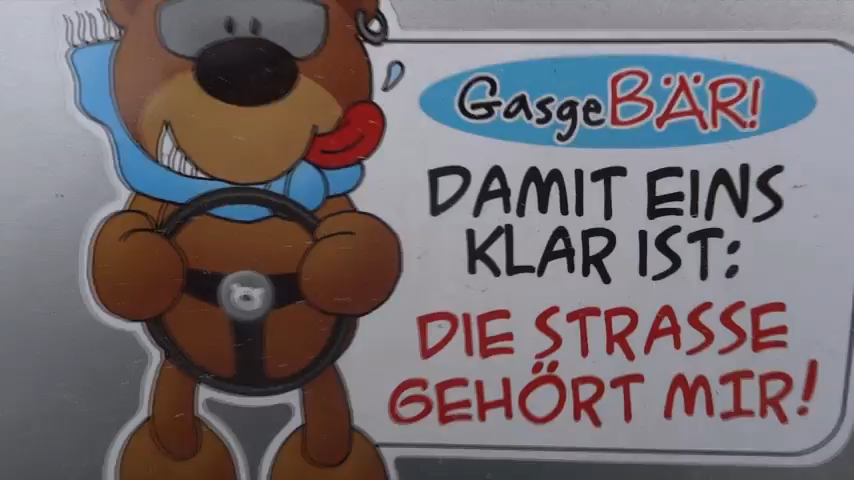 GasgeBÄR!
DAMIT EINS
KLAR IST:
DIE STRASSE
GEHÖRT MIR!